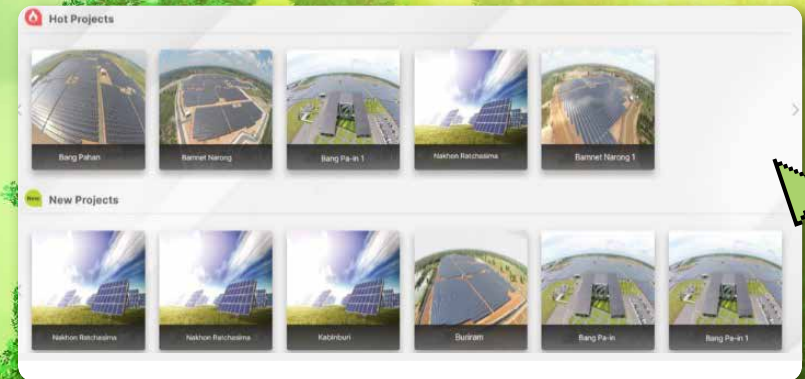 Hot Projects
Bang Pahan
Bamnet Narong
Bang Pa-in 1
Nakhon Ratchasima
Bamnet Narong 1
New
New Projects
Nakhon Ratchasima
Nakhon Ratchasima
Kabinburi
Buriram
Bang Pa-in
Bang Pa-in 1